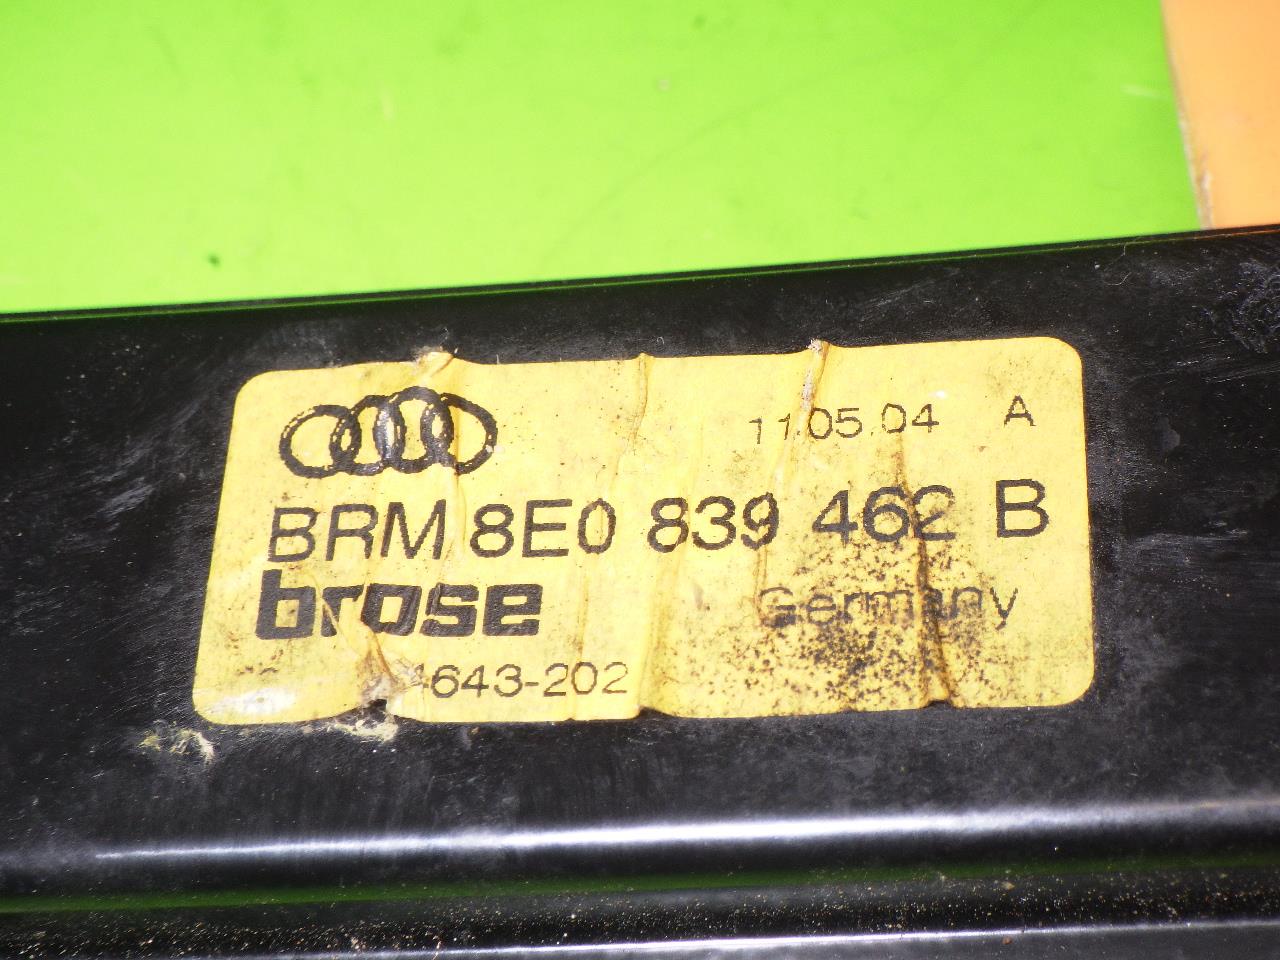 11.05.04 A
BRM 8E0 839 462 B
brose Germany
4643-202